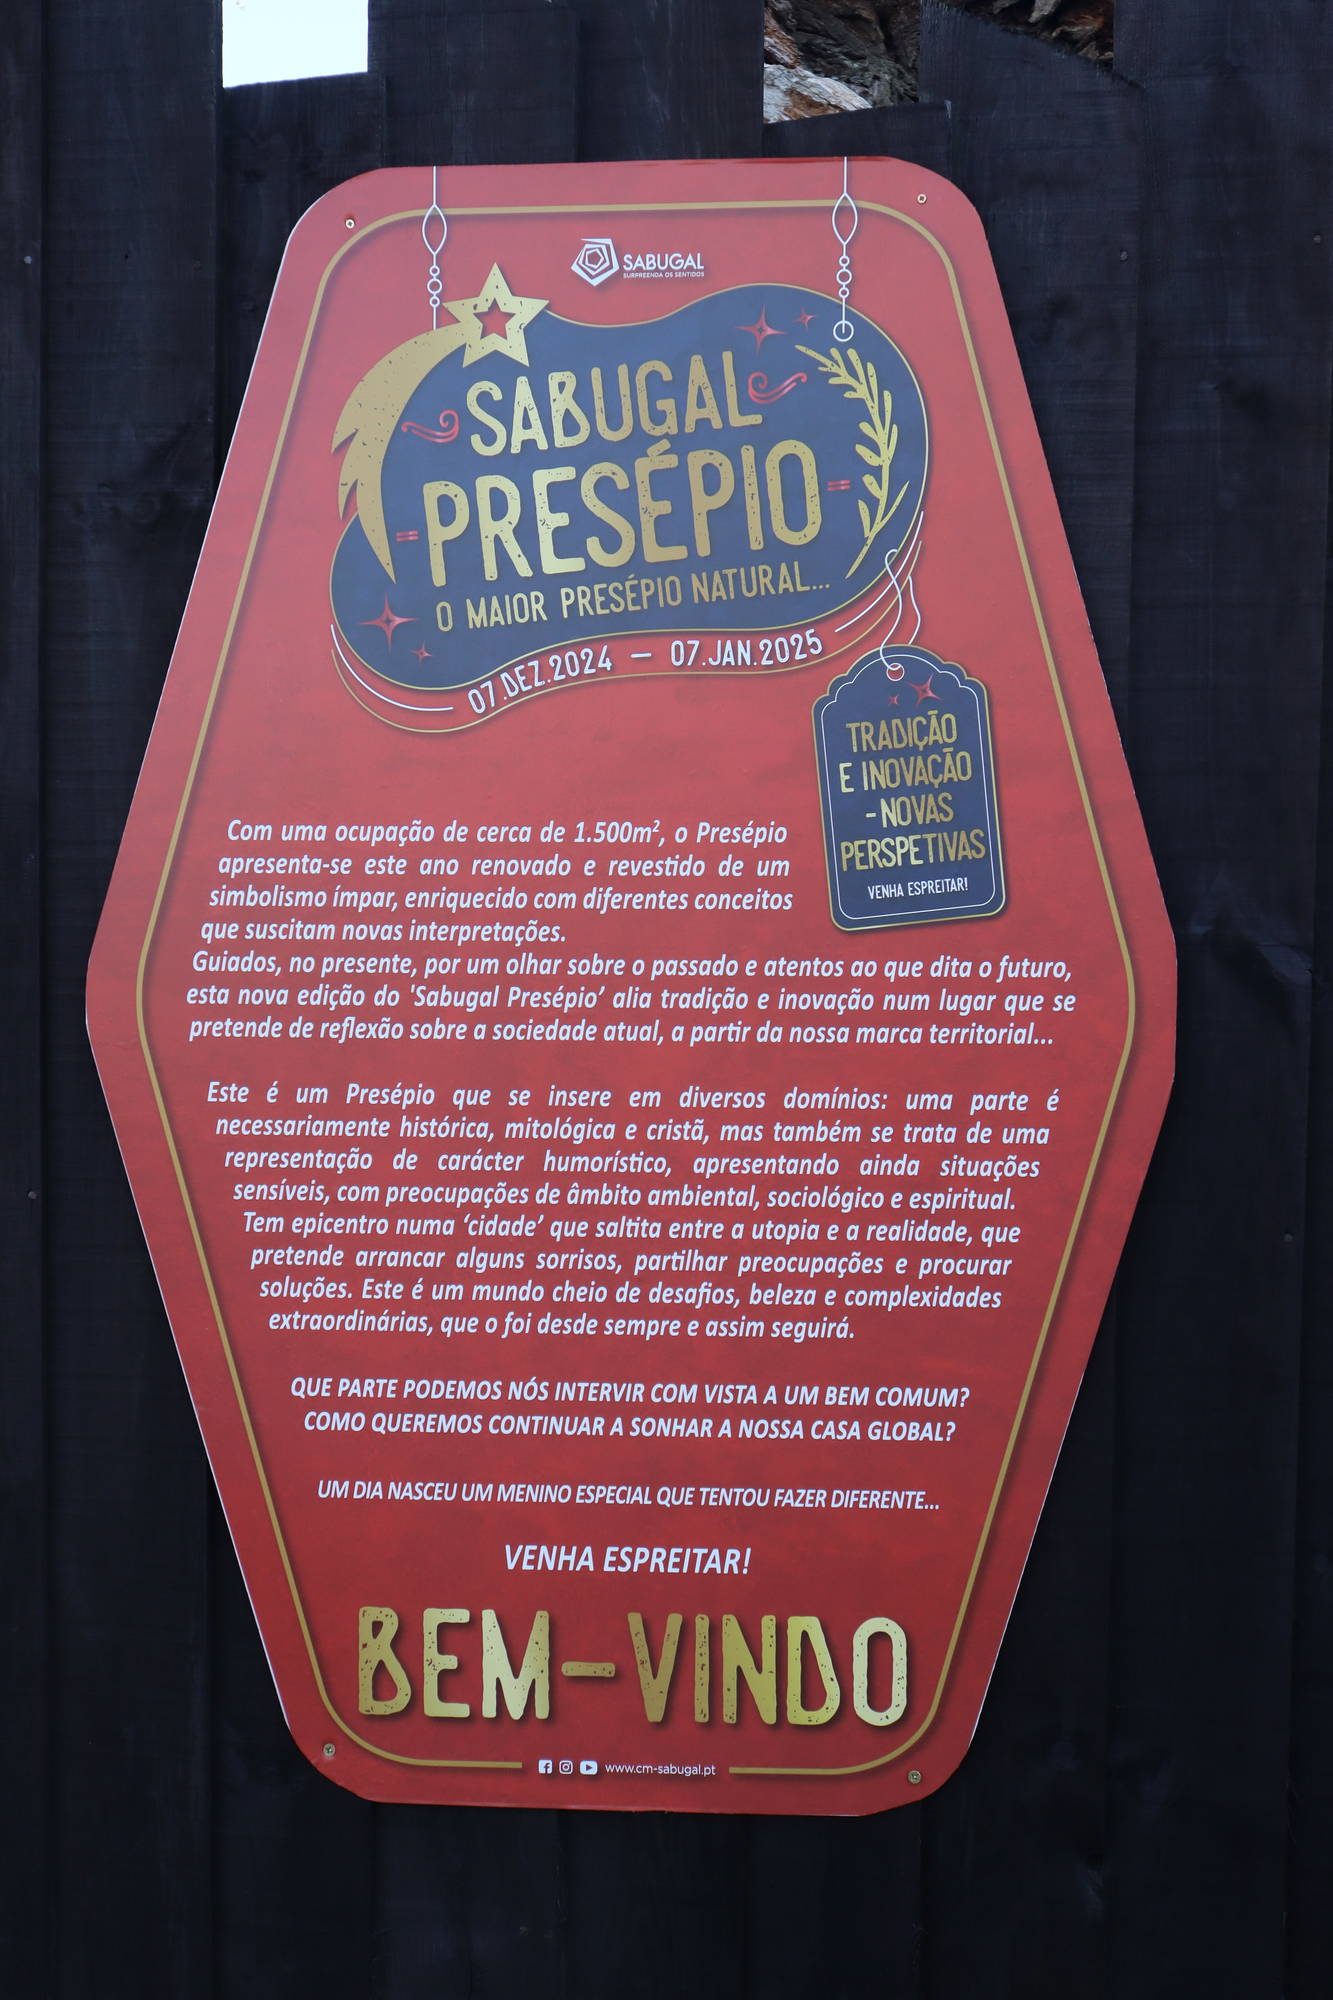 SABUGAL
SURPREENDA OS SENTIDOS
SABUGAL
PRESÉPIO
O MAIOR PRESÉPIO NATURAL...
07.DEZ.2024 — 07.JAN.2025
TRADIÇÃO
E INOVAÇÃO
- NOVAS
PERSPETIVAS
VENHA ESPREITAR!
Com uma ocupação de cerca de 1.500m², o Presépio
apresenta-se este ano renovado e revestido de um
simbolismo ímpar, enriquecido com diferentes conceitos
que suscitam novas interpretações.
Guiados, no presente, por um olhar sobre o passado e atentos ao que dita o futuro,
esta nova edição do 'Sabugal Presépio’ alia tradição e inovação num lugar que se
pretende de reflexão sobre a sociedade atual, a partir da nossa marca territorial...
Este é um Presépio que se insere em diversos domínios: uma parte é
necessariamente histórica, mitológica e cristã, mas também se trata de uma
representação de carácter humorístico, apresentando ainda situações
sensíveis, com preocupações de âmbito ambiental, sociológico e espiritual.
Tem epicentro numa ‘cidade’ que saltita entre a utopia e a realidade, que
pretende arrancar alguns sorrisos, partilhar preocupações e procurar
soluções. Este é um mundo cheio de desafios, beleza e complexidades
extraordinárias, que o foi desde sempre e assim seguirá.
QUE PARTE PODEMOS NÓS INTERVIR COM VISTA A UM BEM COMUM?
COMO QUEREMOS CONTINUAR A SONHAR A NOSSA CASA GLOBAL?
UM DIA NASCEU UM MENINO ESPECIAL QUE TENTOU FAZER DIFERENTE...
VENHA ESPREITAR!
BEM-VINDO
www.cm-sabugal.pt